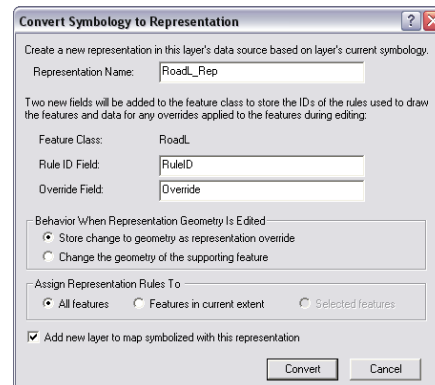 Convert Symbology to Representation
Create a new representation in this layer's data source based on layer's current symbology.
Representation Name: RoadL_Rep
Two new fields will be added to the feature class to store the IDs of the rules used to draw
the features and data for any overrides applied to the features during editing:
Feature Class: RoadL
Rule ID Field: RuleID
Override Field: Override
Behavior When Representation Geometry Is Edited
Store change to geometry as representation override
Change the geometry of the supporting feature
Assign Representation Rules To
All features Features in current extent Selected features
Add new layer to map symbolized with this representation
Convert Cancel